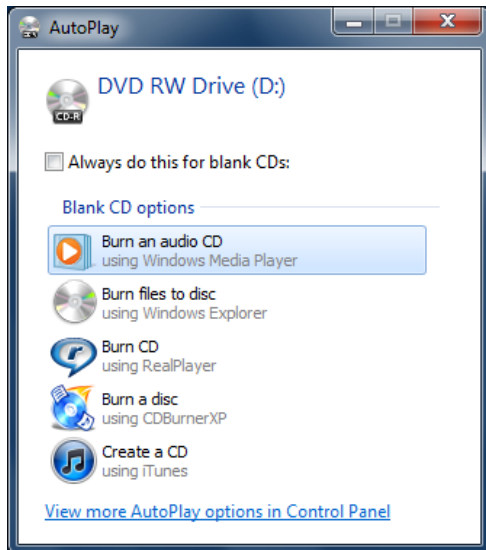 AutoPlay
DVD RW Drive (D:)
CD-R
Always do this for blank CDs:
Blank CD options
Burn an audio CD
using Windows Media Player
Burn files to disc
using Windows Explorer
Burn CD
using RealPlayer
Burn a disc
using CDBurnerXP
Create a CD
using iTunes
View more AutoPlay options in Control Panel